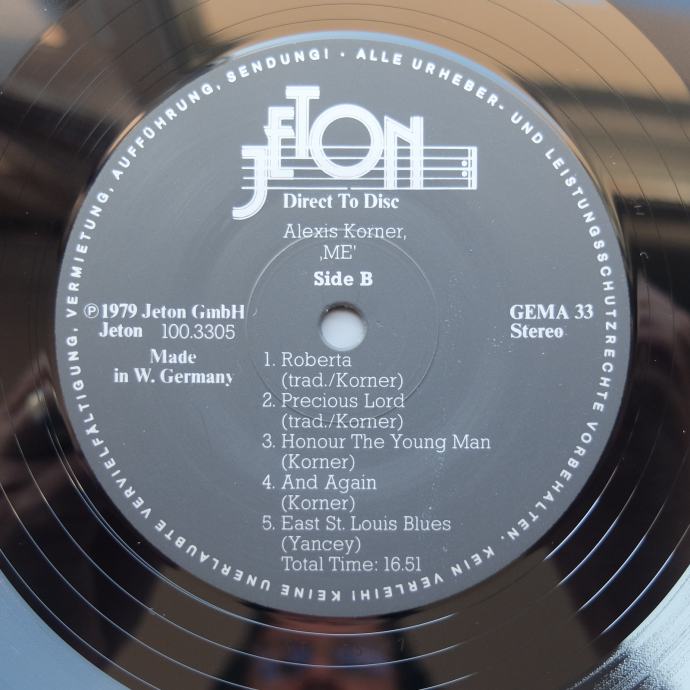 JETON
Direct To Disc
Alexis Korner,
‚ME'
Side B
℗1979 Jeton GmbH
Jeton 100.3305
Made
in W. Germany
GEMA 33
Stereo
1. Roberta
(trad./Korner)
2. Precious Lord
(trad./Korner)
3. Honour The Young Man
(Korner)
4. And Again
(Korner)
5. East St. Louis Blues
(Yancey)
Total Time: 16.51
ALLE URHEBER- UND LEISTUNGSSCHUTZRECHTE VORBEHALTEN. KEIN VERLEIH! KEINE UNERLAUBTE VERVIELFÄLTIGUNG, VERMIETUNG, AUFFÜHRUNG, SENDUNG! ·